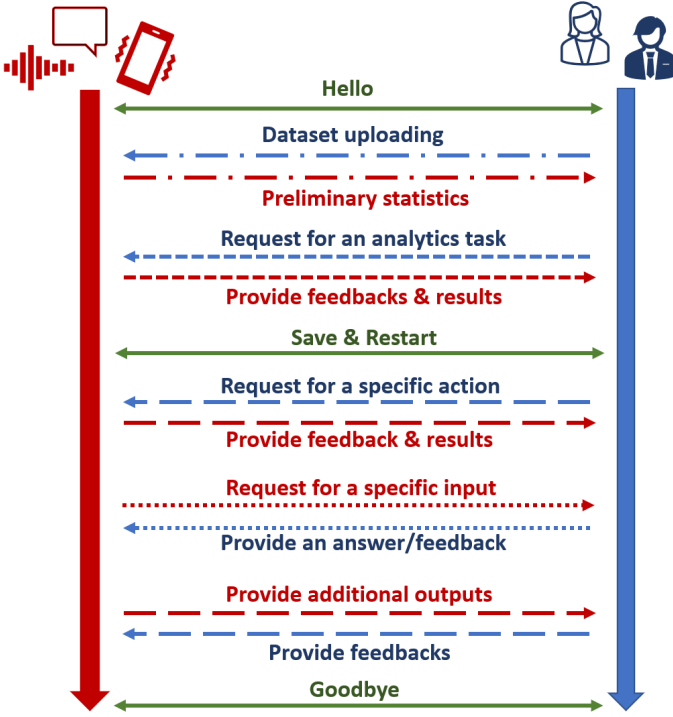 Hello
Dataset uploading
Preliminary statistics
Request for an analytics task
Provide feedbacks & results
Save & Restart
Request for a specific action
Provide feedback & results
Request for a specific input
Provide an answer/feedback
Provide additional outputs
Provide feedbacks
Goodbye